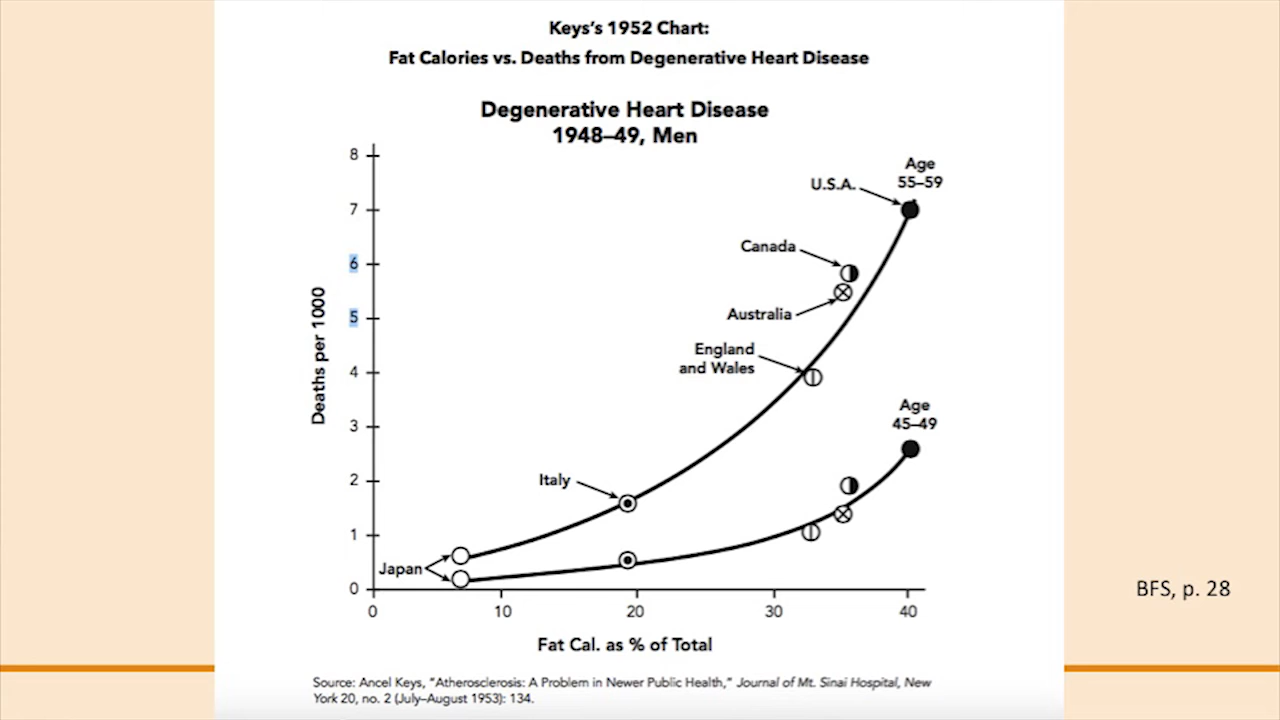 Keys's 1952 Chart:
Fat Calories vs. Deaths from Degenerative Heart Disease
Degenerative Heart Disease
1948–49, Men
8
7
6
5
4
3
2
1
0
Deaths per 1000
Age
55–59
U.S.A.
Canada
Australia
England
and Wales
Age
45–49
Italy
Japan
0 10 20 30 40
Fat Cal. as % of Total
BFS, p. 28
Source: Ancel Keys, "Atherosclerosis: A Problem in Newer Public Health," Journal of Mt. Sinai Hospital, New
York 20, no. 2 (July–August 1953): 134.